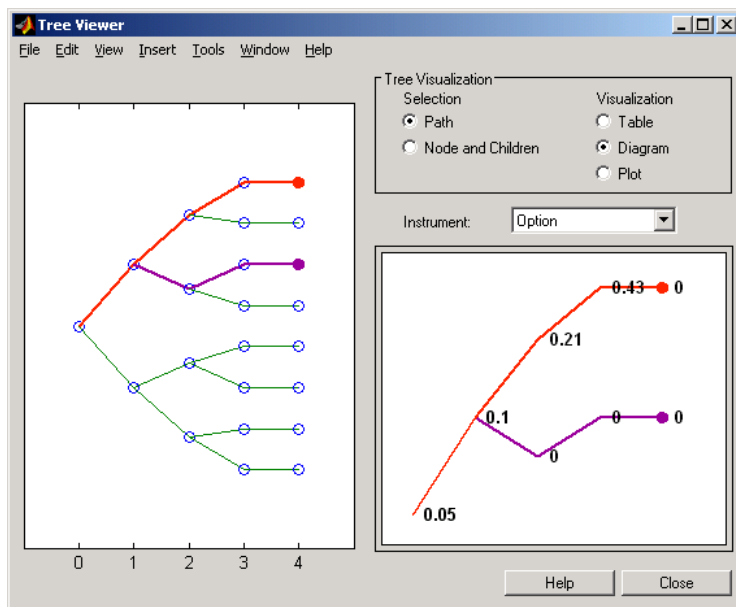 Tree Viewer
File Edit View Insert Tools Window Help
Tree Visualization
Selection
Visualization
Path
Table
Node and Children
Diagram
Plot
Instrument:
Option
0.43
0
0.21
0.1
0
0
0
0.05
0 1 2 3 4
Help
Close